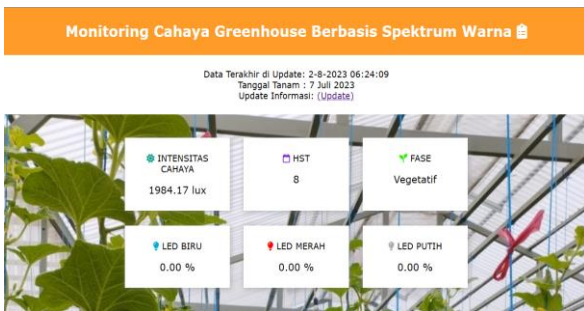 Monitoring Cahaya Greenhouse Berbasis Spektrum Warna
Data Terakhir di Update: 2-8-2023 06:24:09
Tanggal Tanam : 7 Juli 2023
Update Informasi: (Update)
INTENSITAS
CAHAYA
1984.17 lux
HST
8
FASE
Vegetatif
LED BIRU
0.00 %
LED MERAH
0.00 %
LED PUTIH
0.00 %